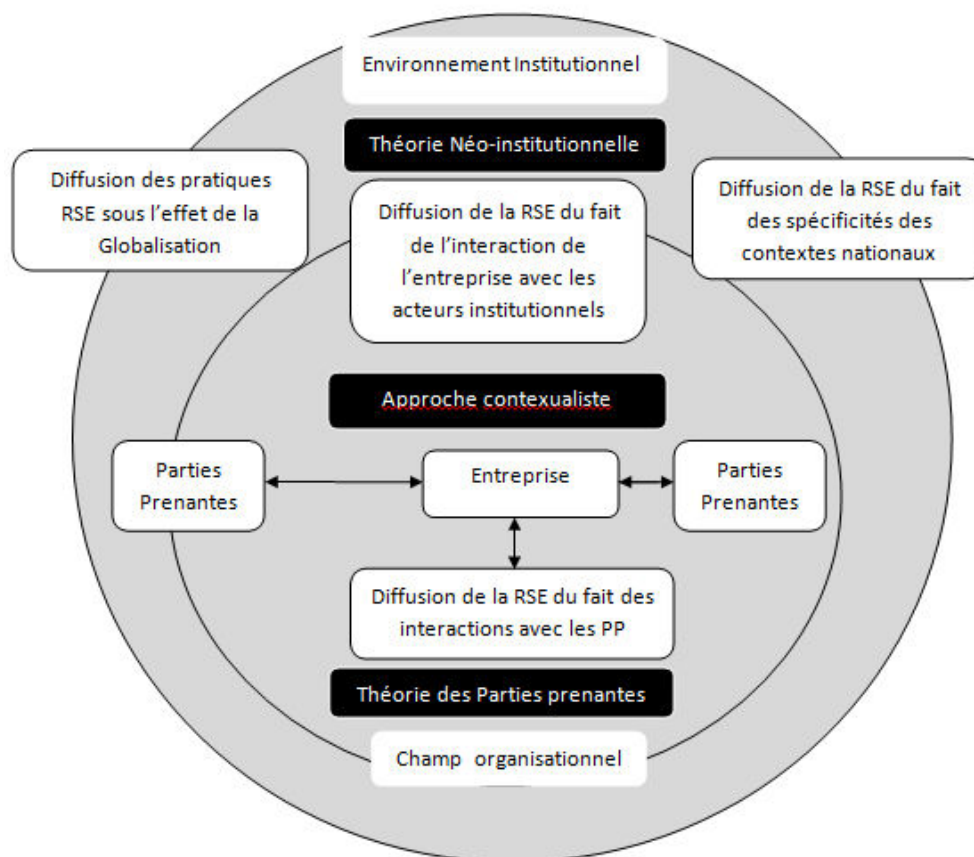 Environnement Institutionnel
Théorie Néo-institutionnelle
Diffusion des pratiques
RSE sous l'effet de la
Globalisation
Diffusion de la RSE du fait
de l'interaction de
l'entreprise avec les
acteurs institutionnels
Diffusion de la RSE du fait
des spécificités des
contextes nationaux
Approche contexualiste
Parties
Prenantes
Entreprise
Parties
Prenantes
Diffusion de la RSE du fait des
interactions avec les PP
Théorie des Parties prenantes
Champ organisationnel